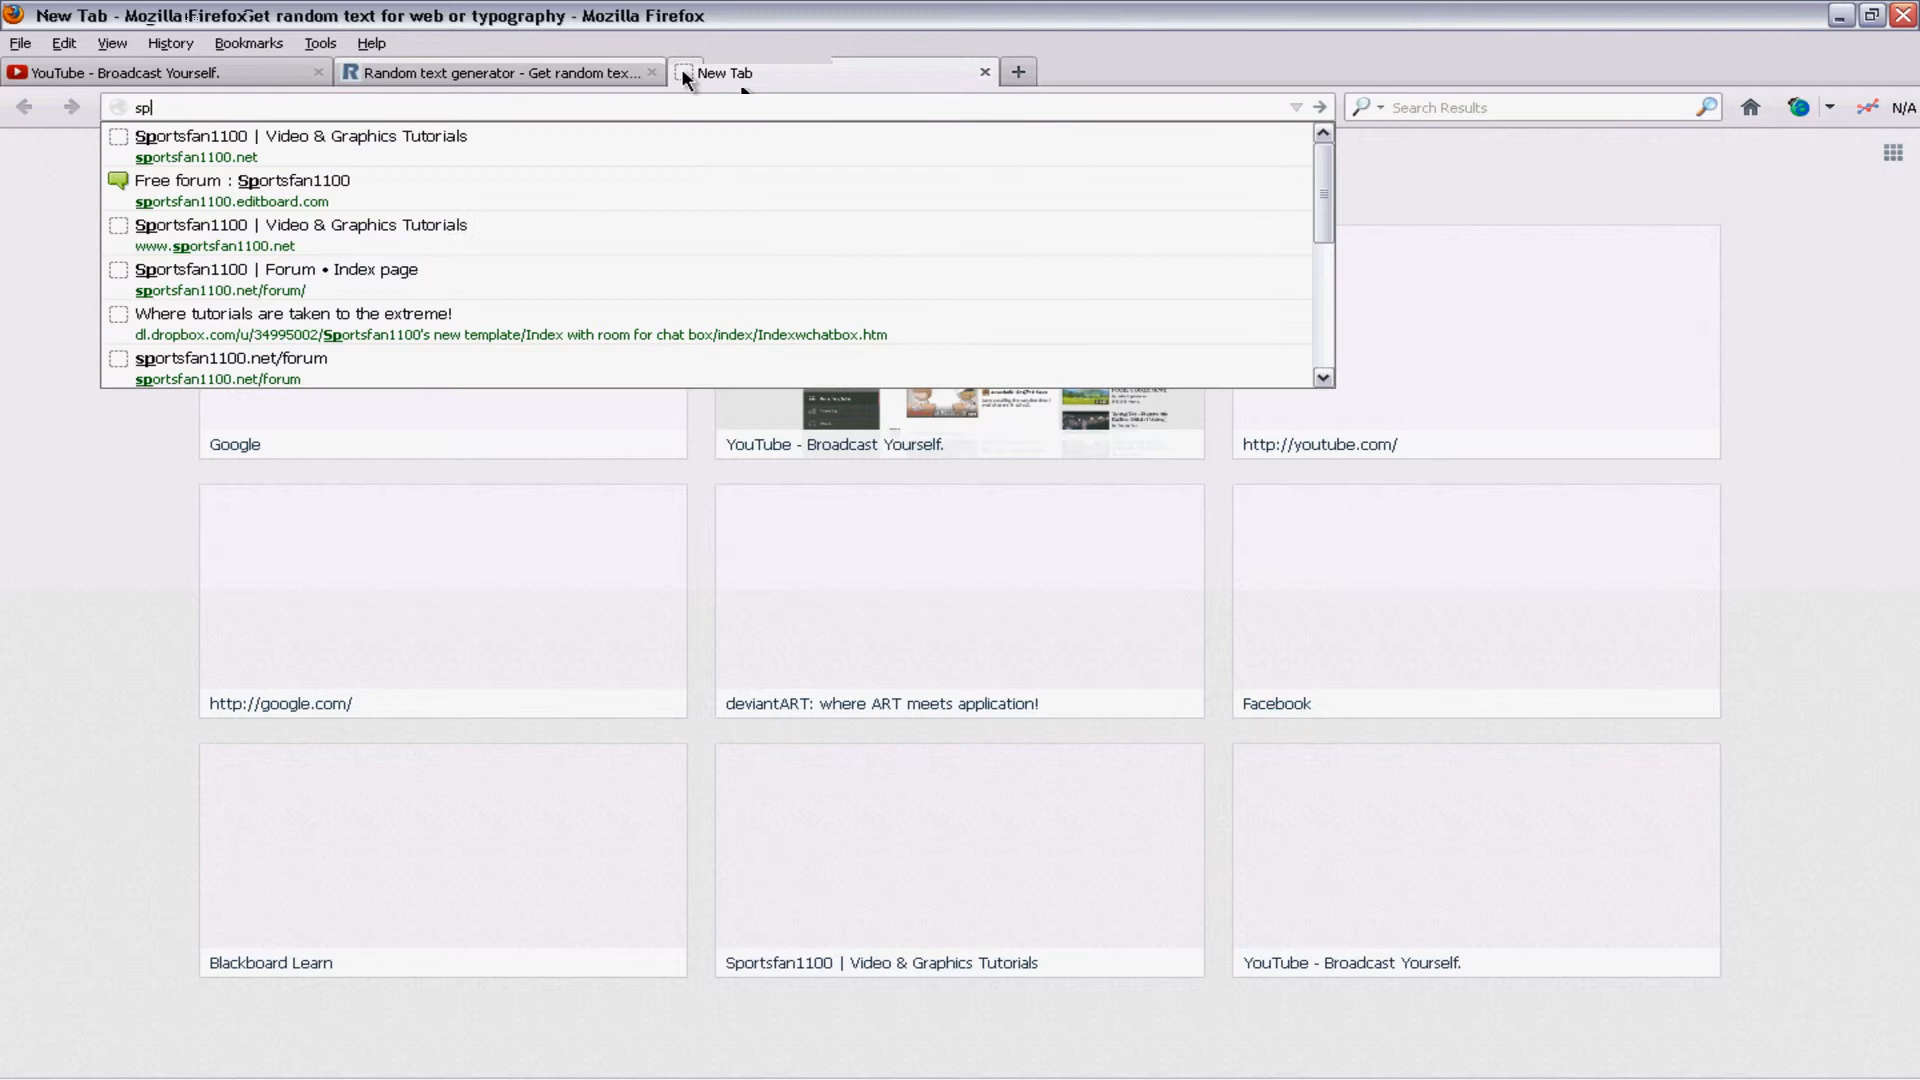 New Tab - Mozilla FirefoxGet random text for web or typography - Mozilla Firefox
File Edit View History Bookmarks Tools Help
YouTube - Broadcast Yourself. Random text generator - Get random tex... New Tab
sp Search Results N/A
Sportsfan1100 | Video & Graphics Tutorials
sportsfan1100.net
Free forum : Sportsfan1100
sportsfan1100.editboard.com
Sportsfan1100 | Video & Graphics Tutorials
www.sportsfan1100.net
Sportsfan1100 | Forum • Index page
sportsfan1100.net/forum/
Where tutorials are taken to the extreme!
dl.dropbox.com/u/34995002/Sportsfan1100's new template/Index with room for chat box/index/Indexwchatbox.htm
sportsfan1100.net/forum
sportsfan1100.net/forum
Google YouTube - Broadcast Yourself. http://youtube.com/
http://google.com/ deviantART: where ART meets application! Facebook
Blackboard Learn Sportsfan1100 | Video & Graphics Tutorials YouTube - Broadcast Yourself.